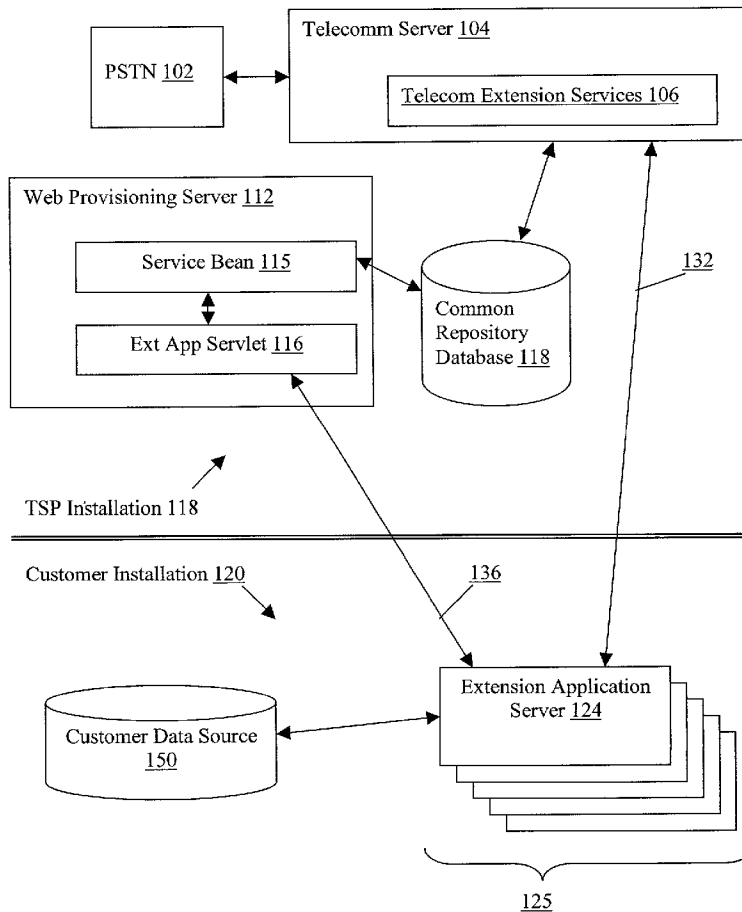 Telecomm Server 104
PSTN 102
Telecom Extension Services 106
Web Provisioning Server 112
Service Bean 115
132
Common
Repository
Database 118
Ext App Servlet 116
TSP Installation 118
Customer Installation 120
136
Extension Application
Server 124
Customer Data Source
150
125